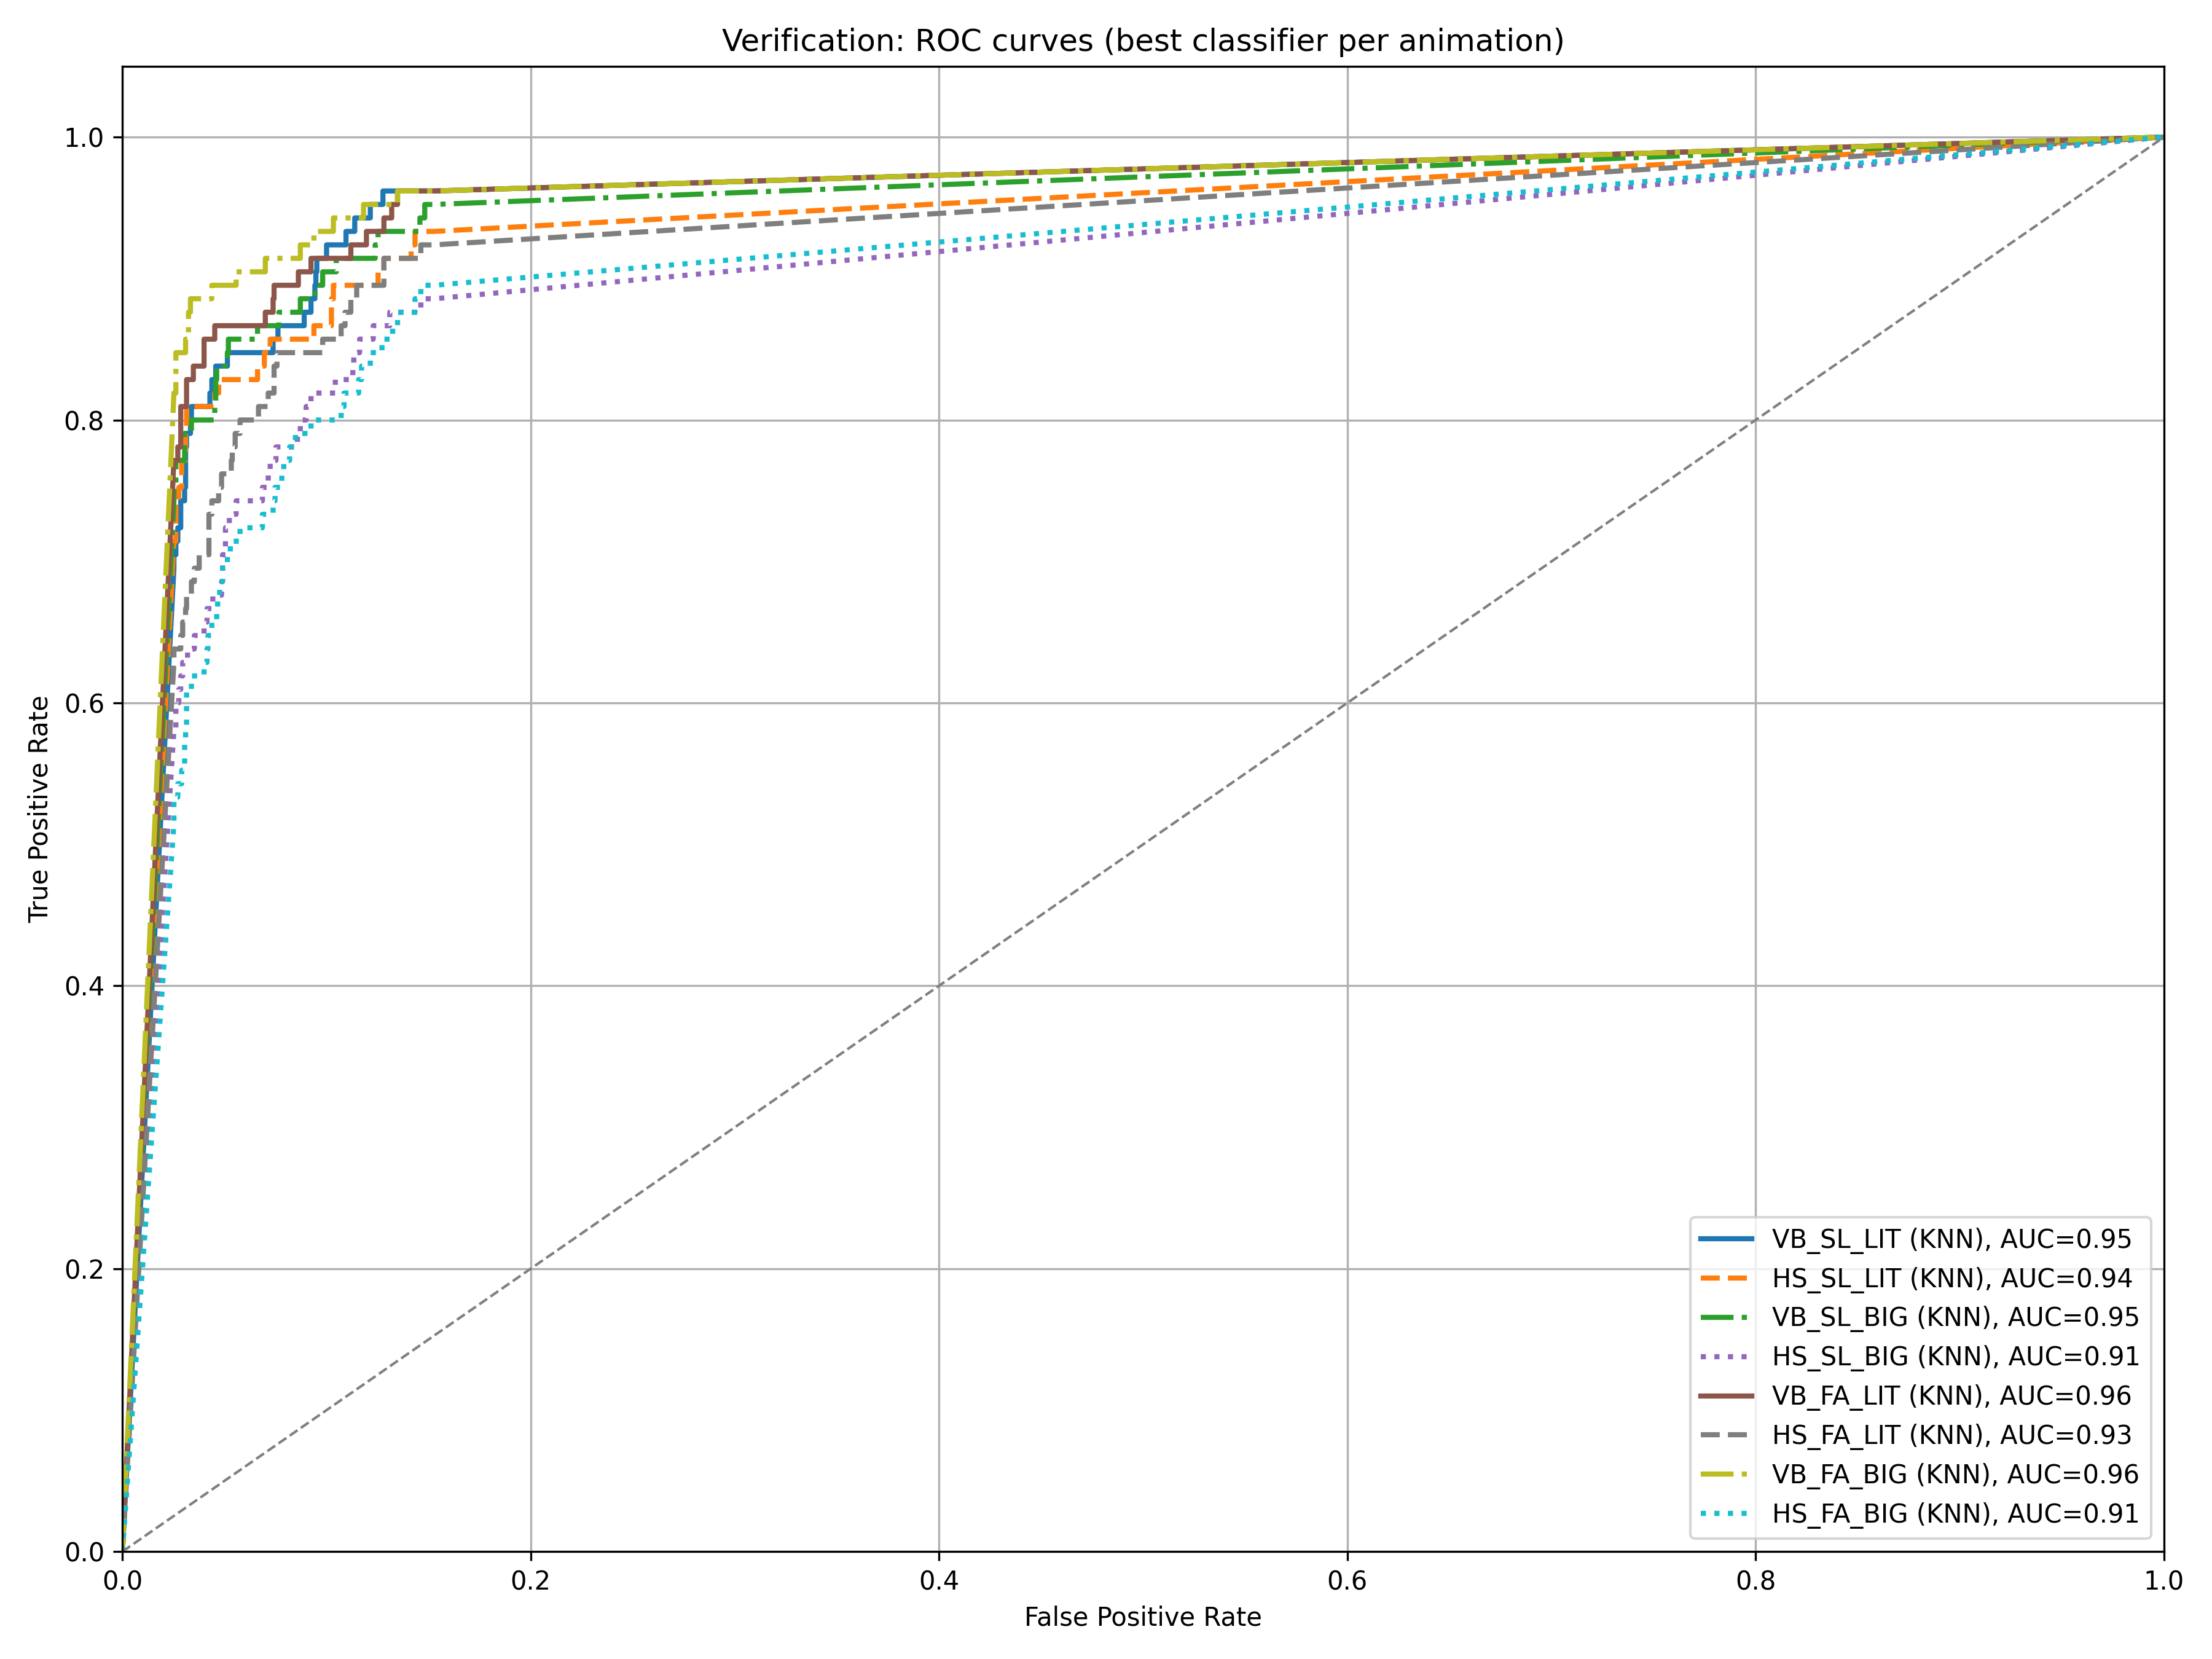 Verification: ROC curves (best classifier per animation)
1.0
0.8
0.6
0.4
0.2
0.0
True Positive Rate
0.0 0.2 0.4 0.6 0.8 1.0
False Positive Rate
VB_SL_LIT (KNN), AUC=0.95
HS_SL_LIT (KNN), AUC=0.94
VB_SL_BIG (KNN), AUC=0.95
HS_SL_BIG (KNN), AUC=0.91
VB_FA_LIT (KNN), AUC=0.96
HS_FA_LIT (KNN), AUC=0.93
VB_FA_BIG (KNN), AUC=0.96
HS_FA_BIG (KNN), AUC=0.91